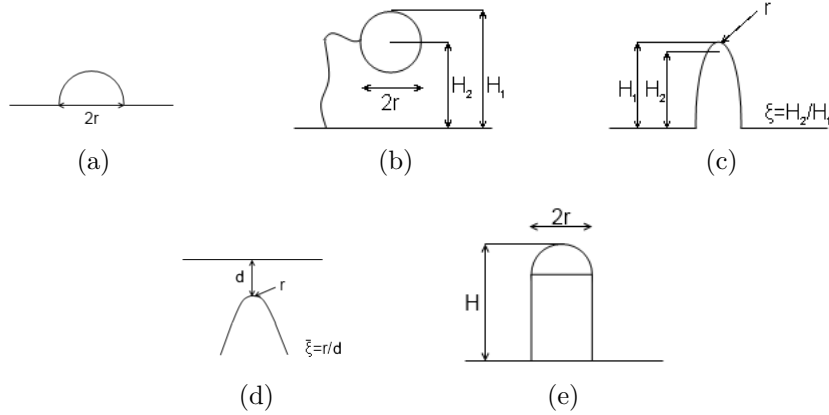 2r
(a)
2r
H₂
H₁
(b)
r
H₁
H₂
ξ=H₂/H₁
(c)
d
r
ξ=r/d
(d)
2r
H
(e)